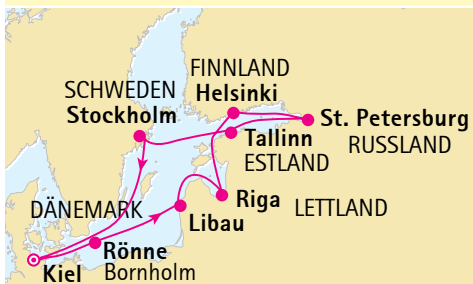 FINNLAND
SCHWEDEN
Helsinki
Stockholm
St. Petersburg
Tallinn
RUSSLAND
ESTLAND
Riga
DÄNEMARK
LETTLAND
Libau
Rönne
Kiel
Bornholm